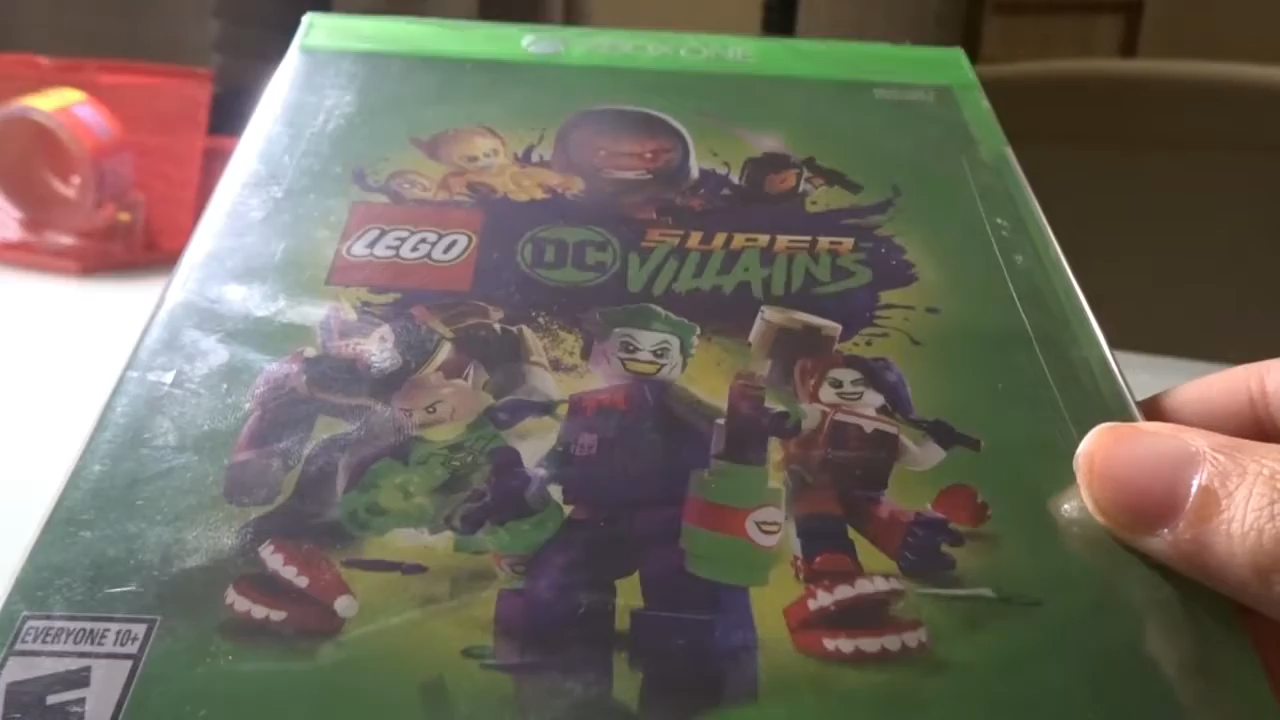 XBOX ONE
LEGO DC SUPER
VILLAINS
EVERYONE 10+
E